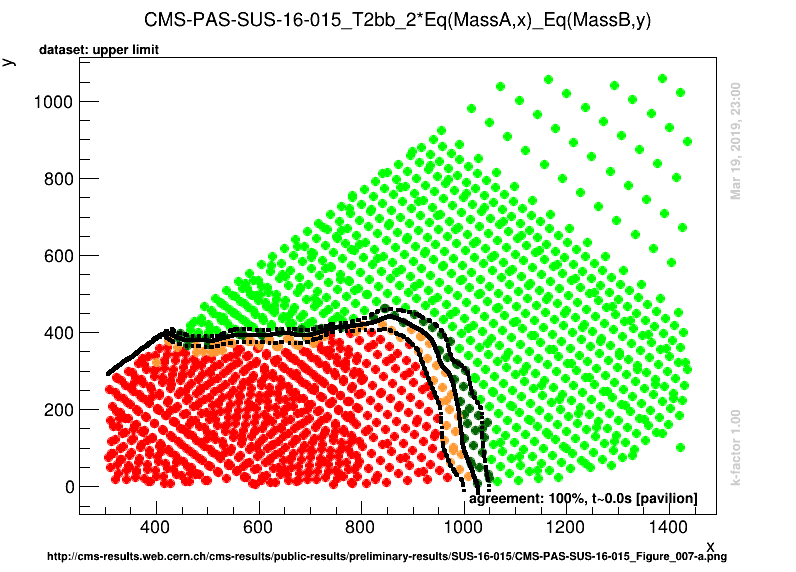 CMS-PAS-SUS-16-015_T2bb_2*Eq(MassA,x)_Eq(MassB,y)
dataset: upper limit
y
1000
800
600
400
200
0
400
600
800
1000
1200
1400
x
agreement: 100%, t~0.0s [pavilion]
Mar 19, 2019, 23:00
k-factor 1.00
http://cms-results.web.cern.ch/cms-results/public-results/preliminary-results/SUS-16-015/CMS-PAS-SUS-16-015_Figure_007-a.png